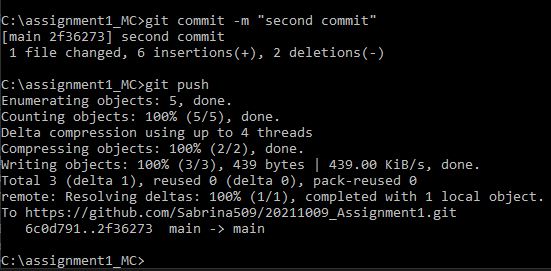 C:\assignment1_MC>git commit -m "second commit"
[main 2f36273] second commit
 1 file changed, 6 insertions(+), 2 deletions(-)
C:\assignment1_MC>git push
Enumerating objects: 5, done.
Counting objects: 100% (5/5), done.
Delta compression using up to 4 threads
Compressing objects: 100% (2/2), done.
Writing objects: 100% (3/3), 439 bytes | 439.00 KiB/s, done.
Total 3 (delta 1), reused 0 (delta 0), pack-reused 0
remote: Resolving deltas: 100% (1/1), completed with 1 local object.
To https://github.com/Sabrina509/20211009_Assignment1.git
   6c0d791..2f36273  main -> main
C:\assignment1_MC>